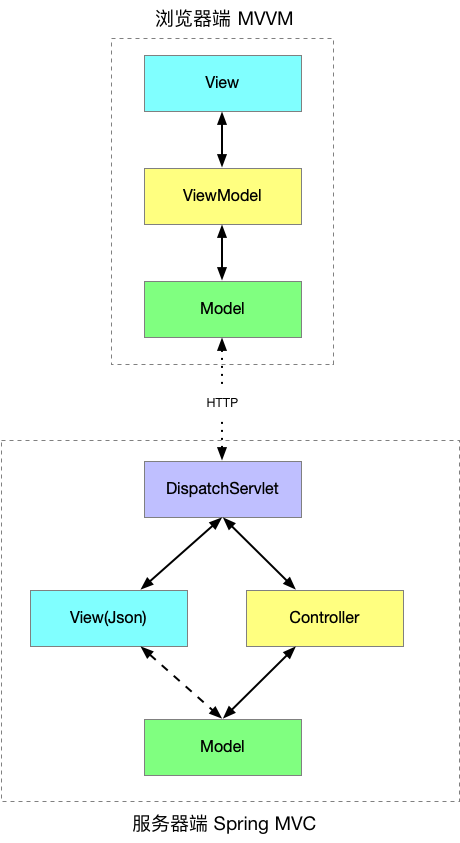 浏览器端 MVVM
View
ViewModel
Model
HTTP
DispatchServlet
View(Json)
Controller
Model
服务器端 Spring MVC